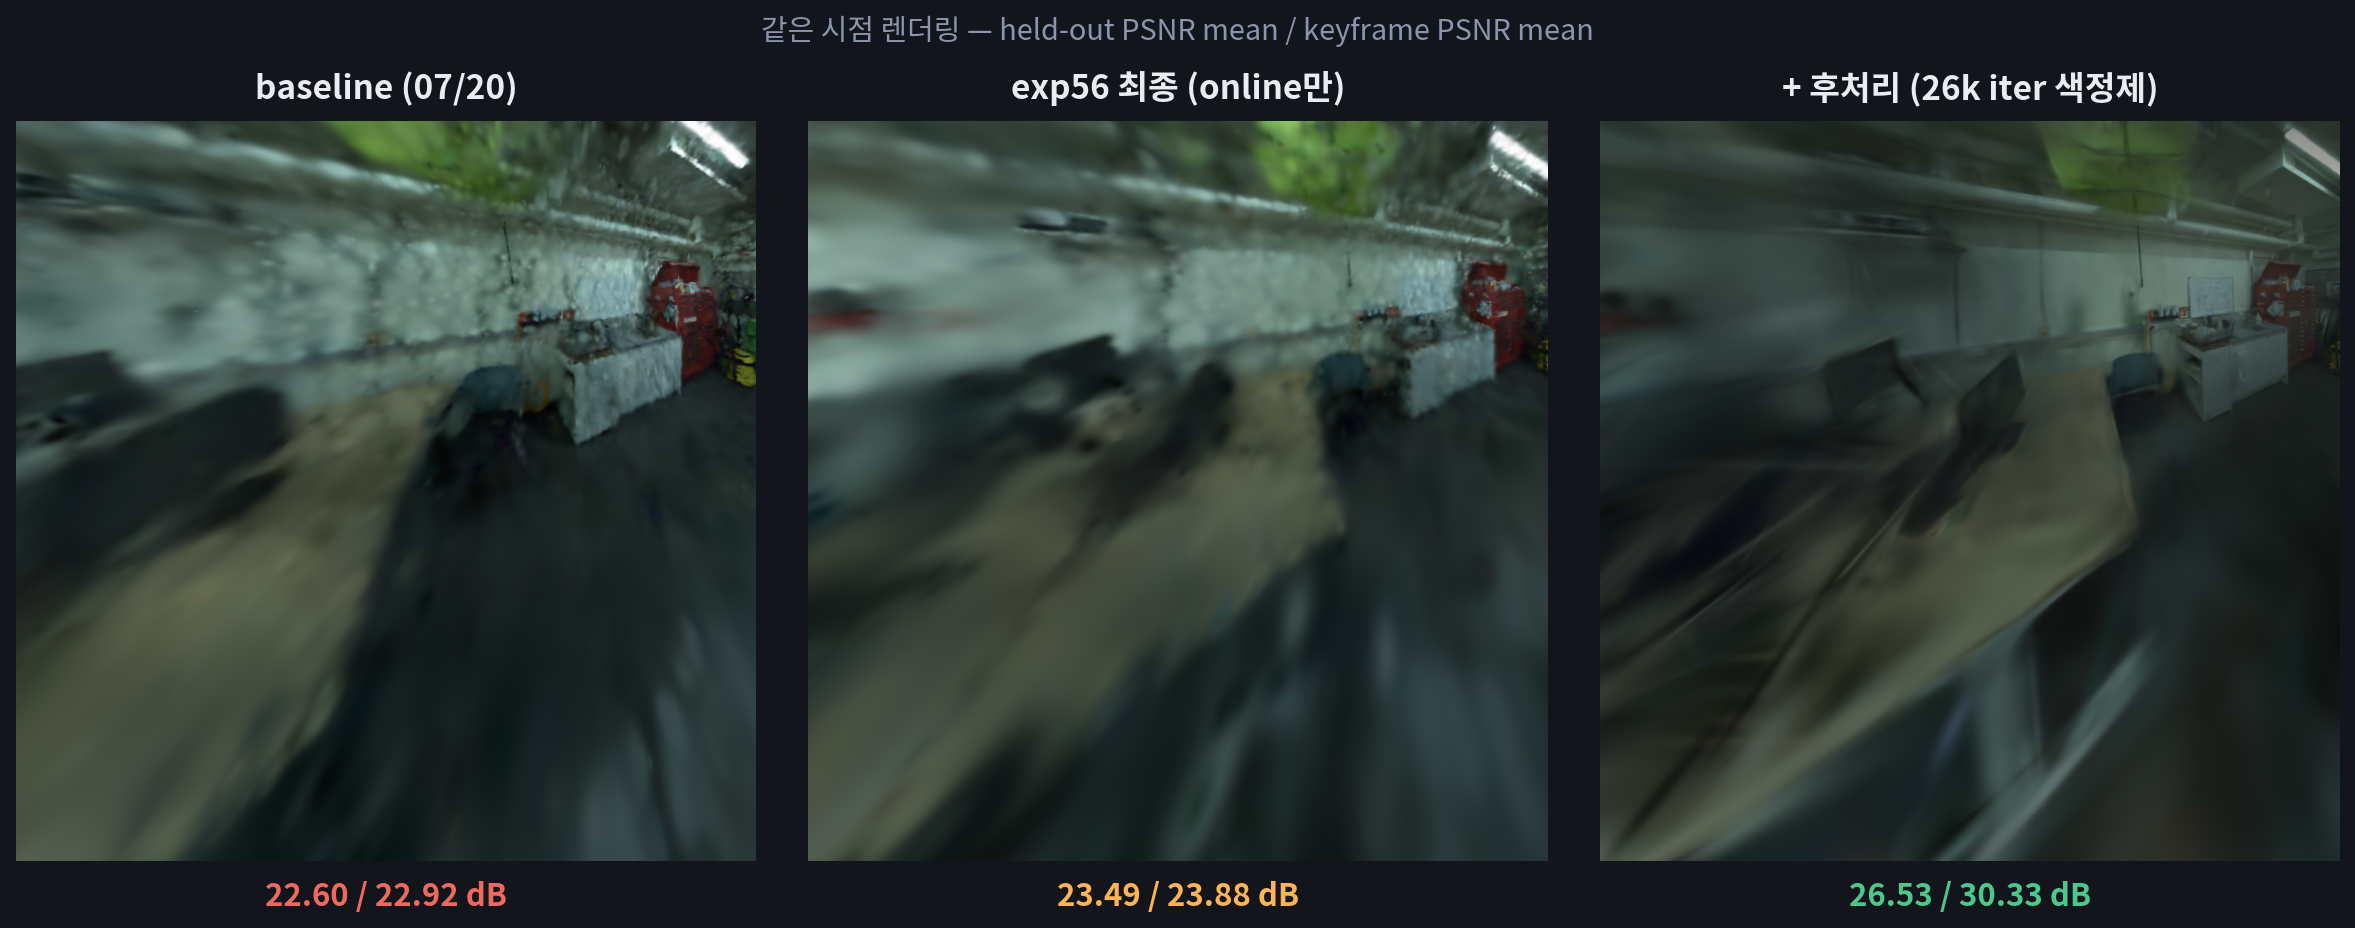 같은 시점 렌더링 — held-out PSNR mean / keyframe PSNR mean
baseline (07/20)
exp56 최종 (online만)
+ 후처리 (26k iter 색정제)
22.60 / 22.92 dB
23.49 / 23.88 dB
26.53 / 30.33 dB